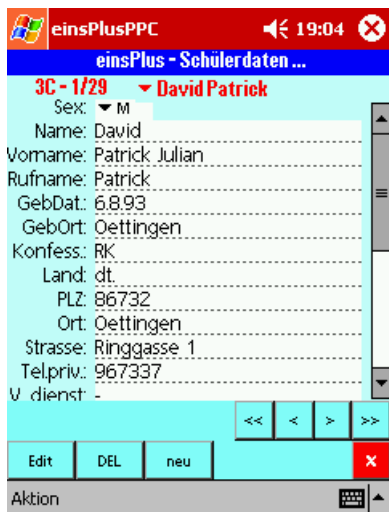 einsPlusPPC 19:04
einsPlus - Schülerdaten ...
3C - 1/29 David Patrick
Sex: M
Name: David
Vorname: Patrick Julian
Rufname: Patrick
GebDat.: 6.8.93
GebOrt: Oettingen
Konfess.: RK
Land: dt.
PLZ: 86732
Ort: Oettingen
Strasse: Ringgasse 1
Tel.priv.: 967337
V_dienst: -
<< < > >>
Edit DEL neu x
Aktion